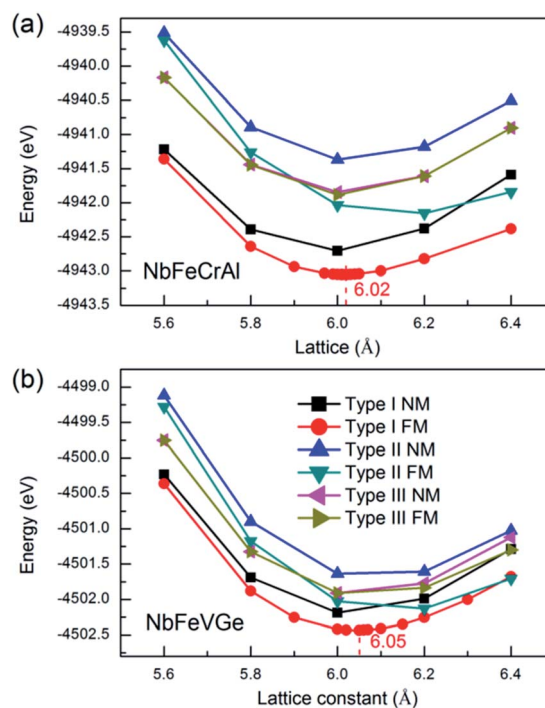 (a)
-4939.5
-4940.0
-4940.5
-4941.0
-4941.5
-4942.0
-4942.5
-4943.0
-4943.5
Energy (eV)
NbFeCrAl
6.02
5.6 5.8 6.0 6.2 6.4
Lattice (Å)
(b)
-4499.0
-4499.5
-4500.0
-4500.5
-4501.0
-4501.5
-4502.0
-4502.5
Energy (eV)
Type I NM
Type I FM
Type II NM
Type II FM
Type III NM
Type III FM
NbFeVGe
6.05
5.6 5.8 6.0 6.2 6.4
Lattice constant (Å)